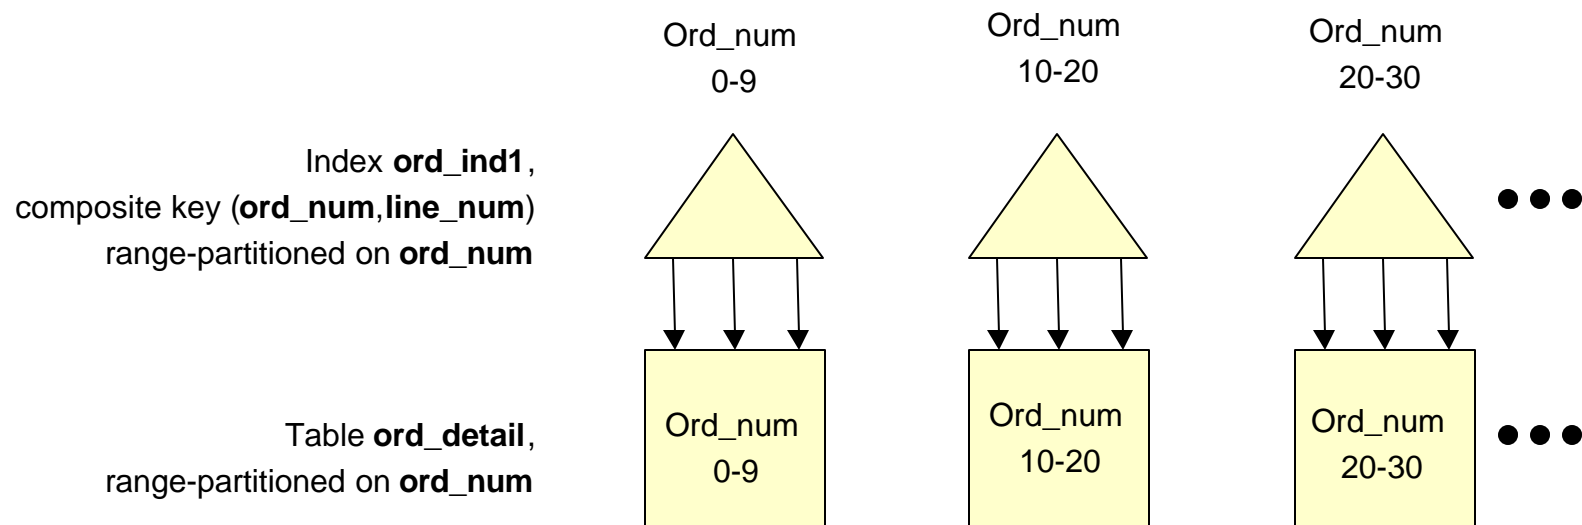 Ord_num
0-9
Ord_num
10-20
Ord_num
20-30
Index ord_ind1,
composite key (ord_num,line_num)
range-partitioned on ord_num
Table ord_detail,
range-partitioned on ord_num
Ord_num
0-9
Ord_num
10-20
Ord_num
20-30